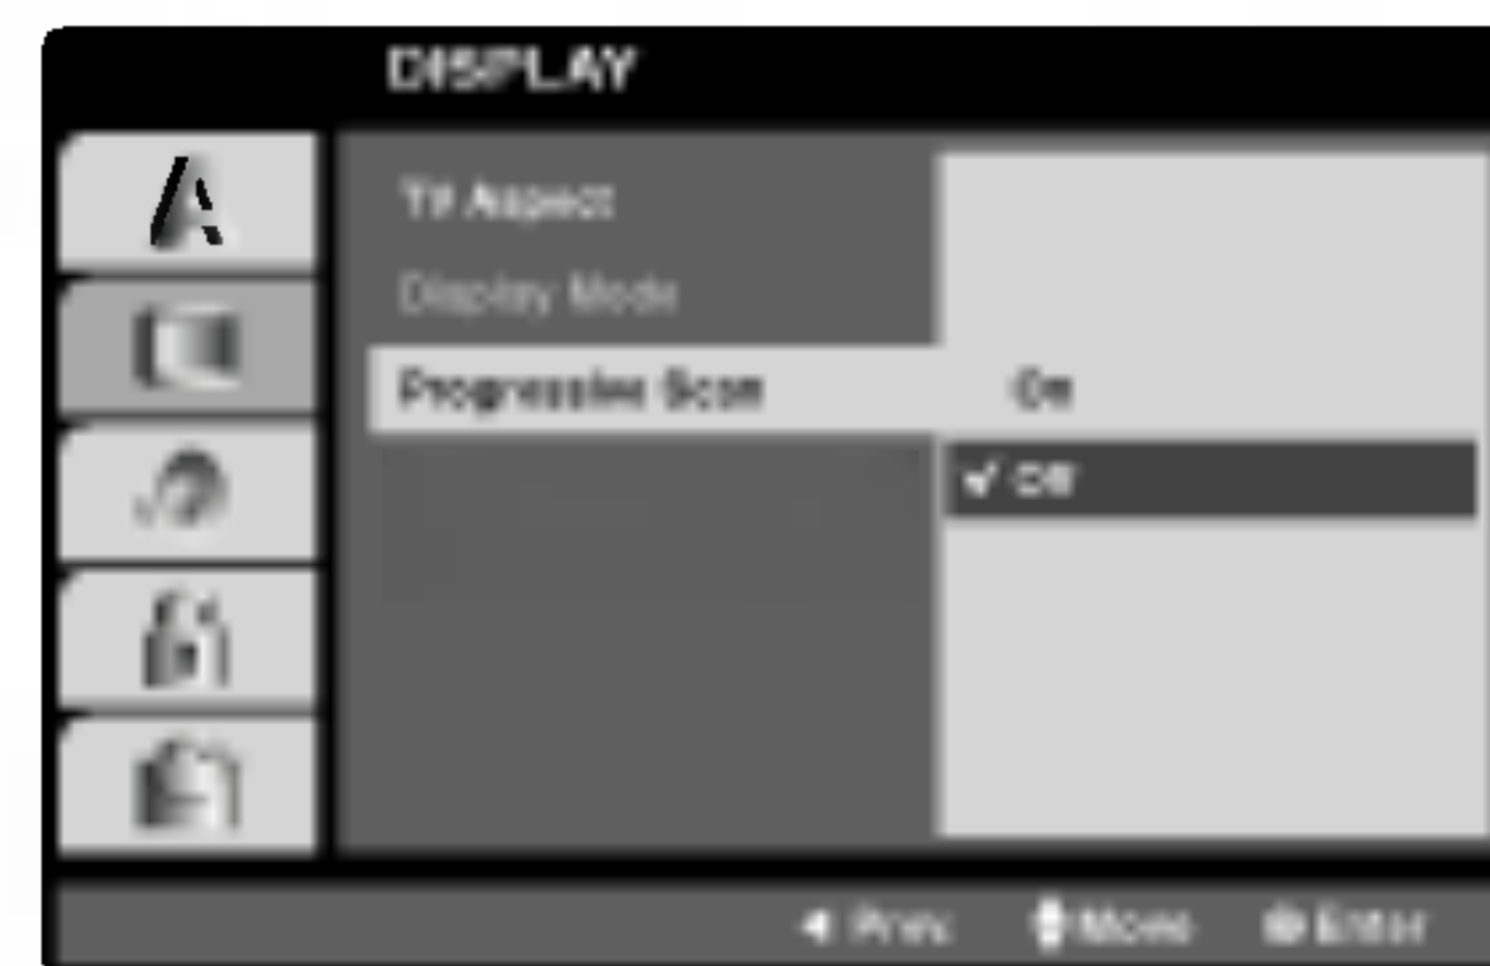 DISPLAY
TV Aspect
Display Mode
Progressive Scan
On
✓ Off
Prev Move Enter